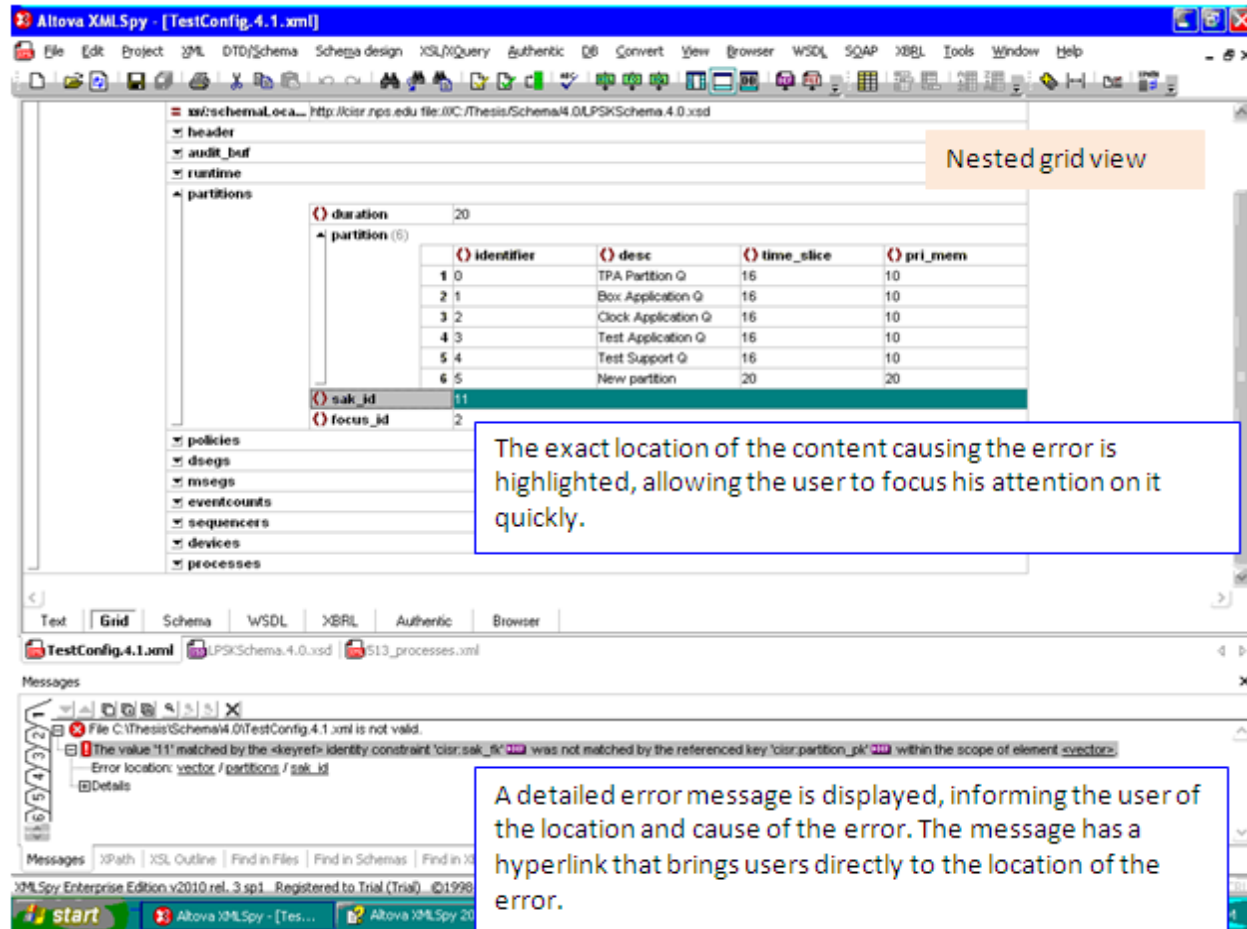 Altova XMLSpy - [TestConfig.4.1.xml]
File Edit Project XML DTD/Schema Schema design XSL/XQuery Authentic DB Convert View Browser WSDL SOAP XBRL Tools Window Help
= xsi:schemaLoca... http://cisr.nps.edu file:///C:/Thesis/Schema/4.0/LPSKSchema.4.0.xsd
header
audit_buf
runtime
partitions
Nested grid view
() duration 20
partition (6)
() identifier () desc () time_slice () pri_mem
1 0 TPA Partition Q 16 10
2 1 Box Application Q 16 10
3 2 Clock Application Q 16 10
4 3 Test Application Q 16 10
5 4 Test Support Q 16 10
6 5 New partition 20 20
() sak_id 11
() focus_id 2
policies
dsegs
msegs
eventcounts
sequencers
devices
processes
The exact location of the content causing the error is
highlighted, allowing the user to focus his attention on it
quickly.
Text Grid Schema WSDL XBRL Authentic Browser
TestConfig.4.1.xml LPSKSchema.4.0.xsd 513_processes.xml
Messages
1 2 3 4 5 6
File C:\Thesis\Schema\4.0\TestConfig.4.1.xml is not valid.
The value '11' matched by the <keyref> identity constraint 'cisr:sak_fk' was not matched by the referenced key 'cisr:partition_pk' within the scope of element <vector>.
Error location: vector / partitions / sak_id
Details
A detailed error message is displayed, informing the user of
the location and cause of the error. The message has a
hyperlink that brings users directly to the location of the
error.
Messages XPath XSL Outline Find in Files Find in Schemas Find in
XMLSpy Enterprise Edition v2010 rel. 3 sp1 Registered to Trial (Trial) ©1998
start Altova XMLSpy - [Tes... Altova XMLSpy 20